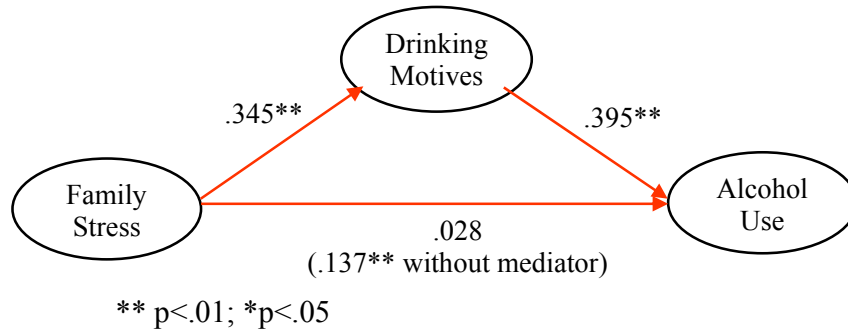 Drinking
Motives
.345**
.395**
Family
Stress
Alcohol
Use
.028
(.137** without mediator)
** p<.01; *p<.05